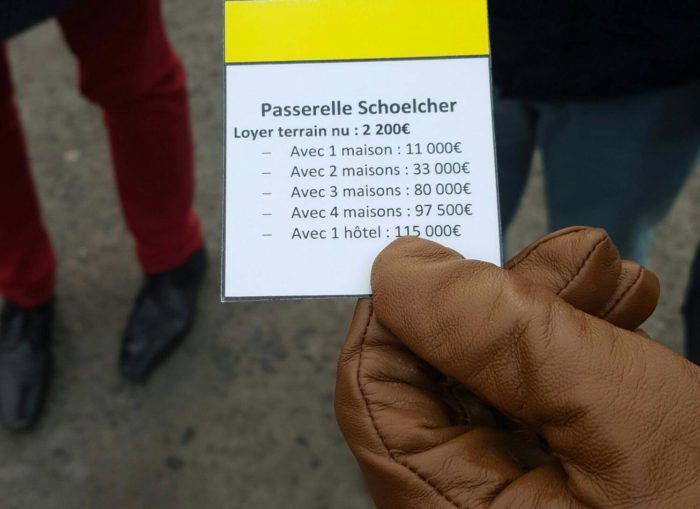 Passerelle Schoelcher
Loyer terrain nu : 2 200€
– Avec 1 maison : 11 000€
– Avec 2 maisons : 33 000€
– Avec 3 maisons : 80 000€
– Avec 4 maisons : 97 500€
– Avec 1 hôtel : 115 000€